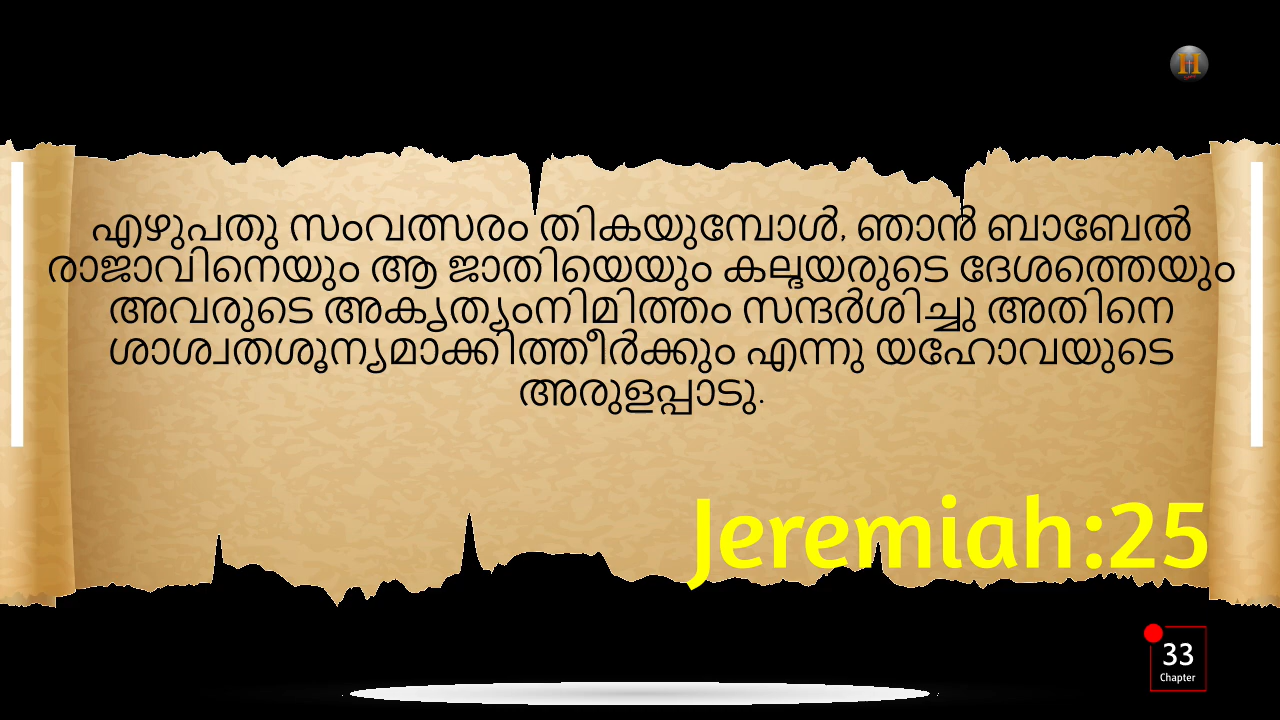 എഴുപതു സംവത്സരം തികയുമ്പോൾ, ഞാൻ ബാബേൽ
രാജാവിനെയും ആ ജാതിയെയും കല്ദയരുടെ ദേശത്തെയും
അവരുടെ അകൃത്യംനിമിത്തം സന്ദർശിച്ചു അതിനെ
ശാശ്വതശൂന്യമാക്കിത്തീർക്കും എന്നു യഹോവയുടെ
അരുളപ്പാടു.
Jeremiah:25
33
Chapter